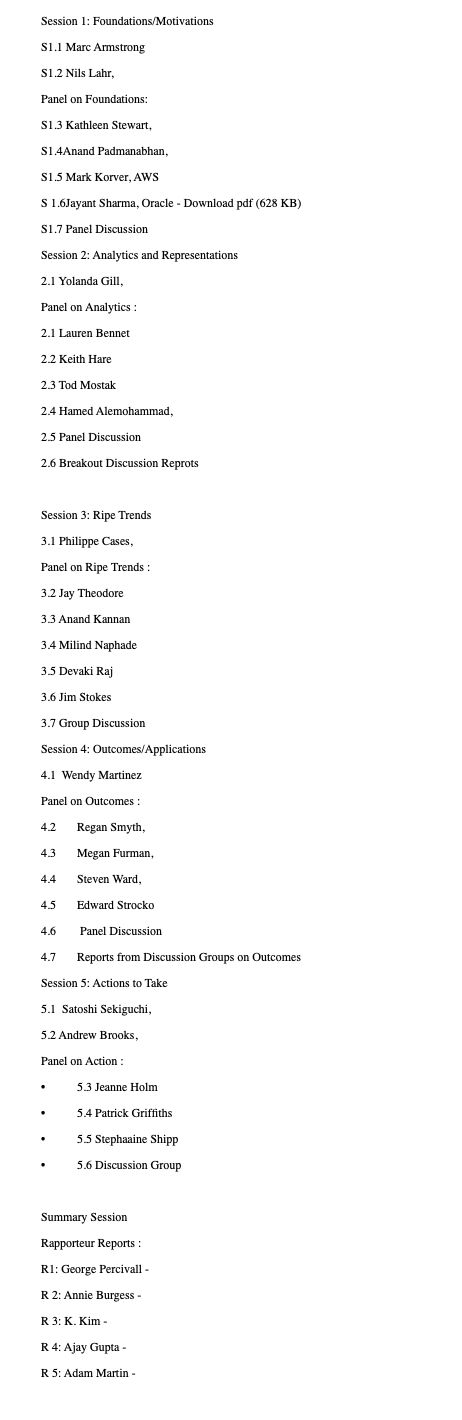 Session 1: Foundations/Motivations
S1.1 Marc Armstrong
S1.2 Nils Lahr,
Panel on Foundations:
S1.3 Kathleen Stewart,
S1.4Anand Padmanabhan,
S1.5 Mark Korver, AWS
S 1.6Jayant Sharma, Oracle - Download pdf (628 KB)
S1.7 Panel Discussion
Session 2: Analytics and Representations
2.1 Yolanda Gill,
Panel on Analytics :
2.1 Lauren Bennet
2.2 Keith Hare
2.3 Tod Mostak
2.4 Hamed Alemohammad,
2.5 Panel Discussion
2.6 Breakout Discussion Reprots
Session 3: Ripe Trends
3.1 Philippe Cases,
Panel on Ripe Trends :
3.2 Jay Theodore
3.3 Anand Kannan
3.4 Milind Naphade
3.5 Devaki Raj
3.6 Jim Stokes
3.7 Group Discussion
Session 4: Outcomes/Applications
4.1 Wendy Martinez
Panel on Outcomes :
4.2 Regan Smyth,
4.3 Megan Furman,
4.4 Steven Ward,
4.5 Edward Strocko
4.6 Panel Discussion
4.7 Reports from Discussion Groups on Outcomes
Session 5: Actions to Take
5.1 Satoshi Sekiguchi,
5.2 Andrew Brooks,
Panel on Action :
• 5.3 Jeanne Holm
• 5.4 Patrick Griffiths
• 5.5 Stephaaine Shipp
• 5.6 Discussion Group
Summary Session
Rapporteur Reports :
R1: George Percivall -
R 2: Annie Burgess -
R 3: K. Kim -
R 4: Ajay Gupta -
R 5: Adam Martin -